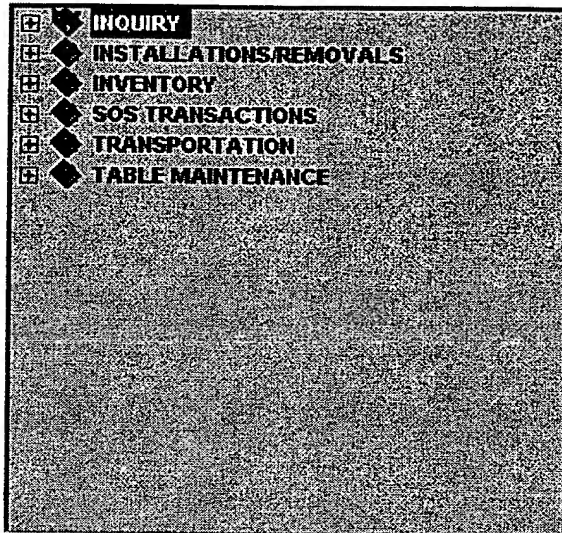 INQUIRY
INSTALLATIONS/REMOVALS
INVENTORY
SOS TRANSACTIONS
TRANSPORTATION
TABLE MAINTENANCE